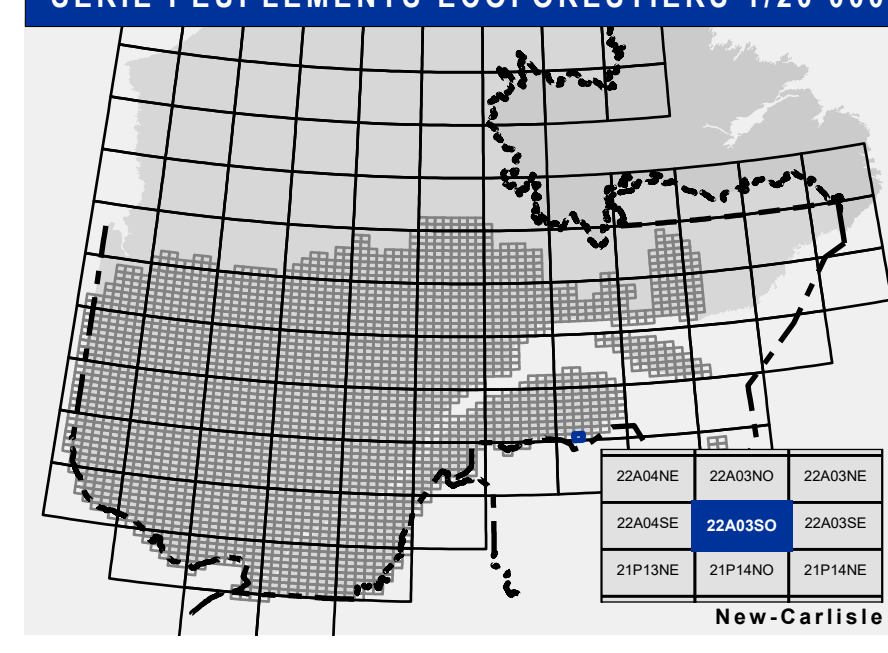 SÉRIE PEUPLEMENTS ÉCOFORESTIERS 1/20 000
22A04NE 22A03NO 22A03NE
22A04SE 22A03SO 22A03SE
21P13NE 21P14NO 21P14NE
New-Carlisle